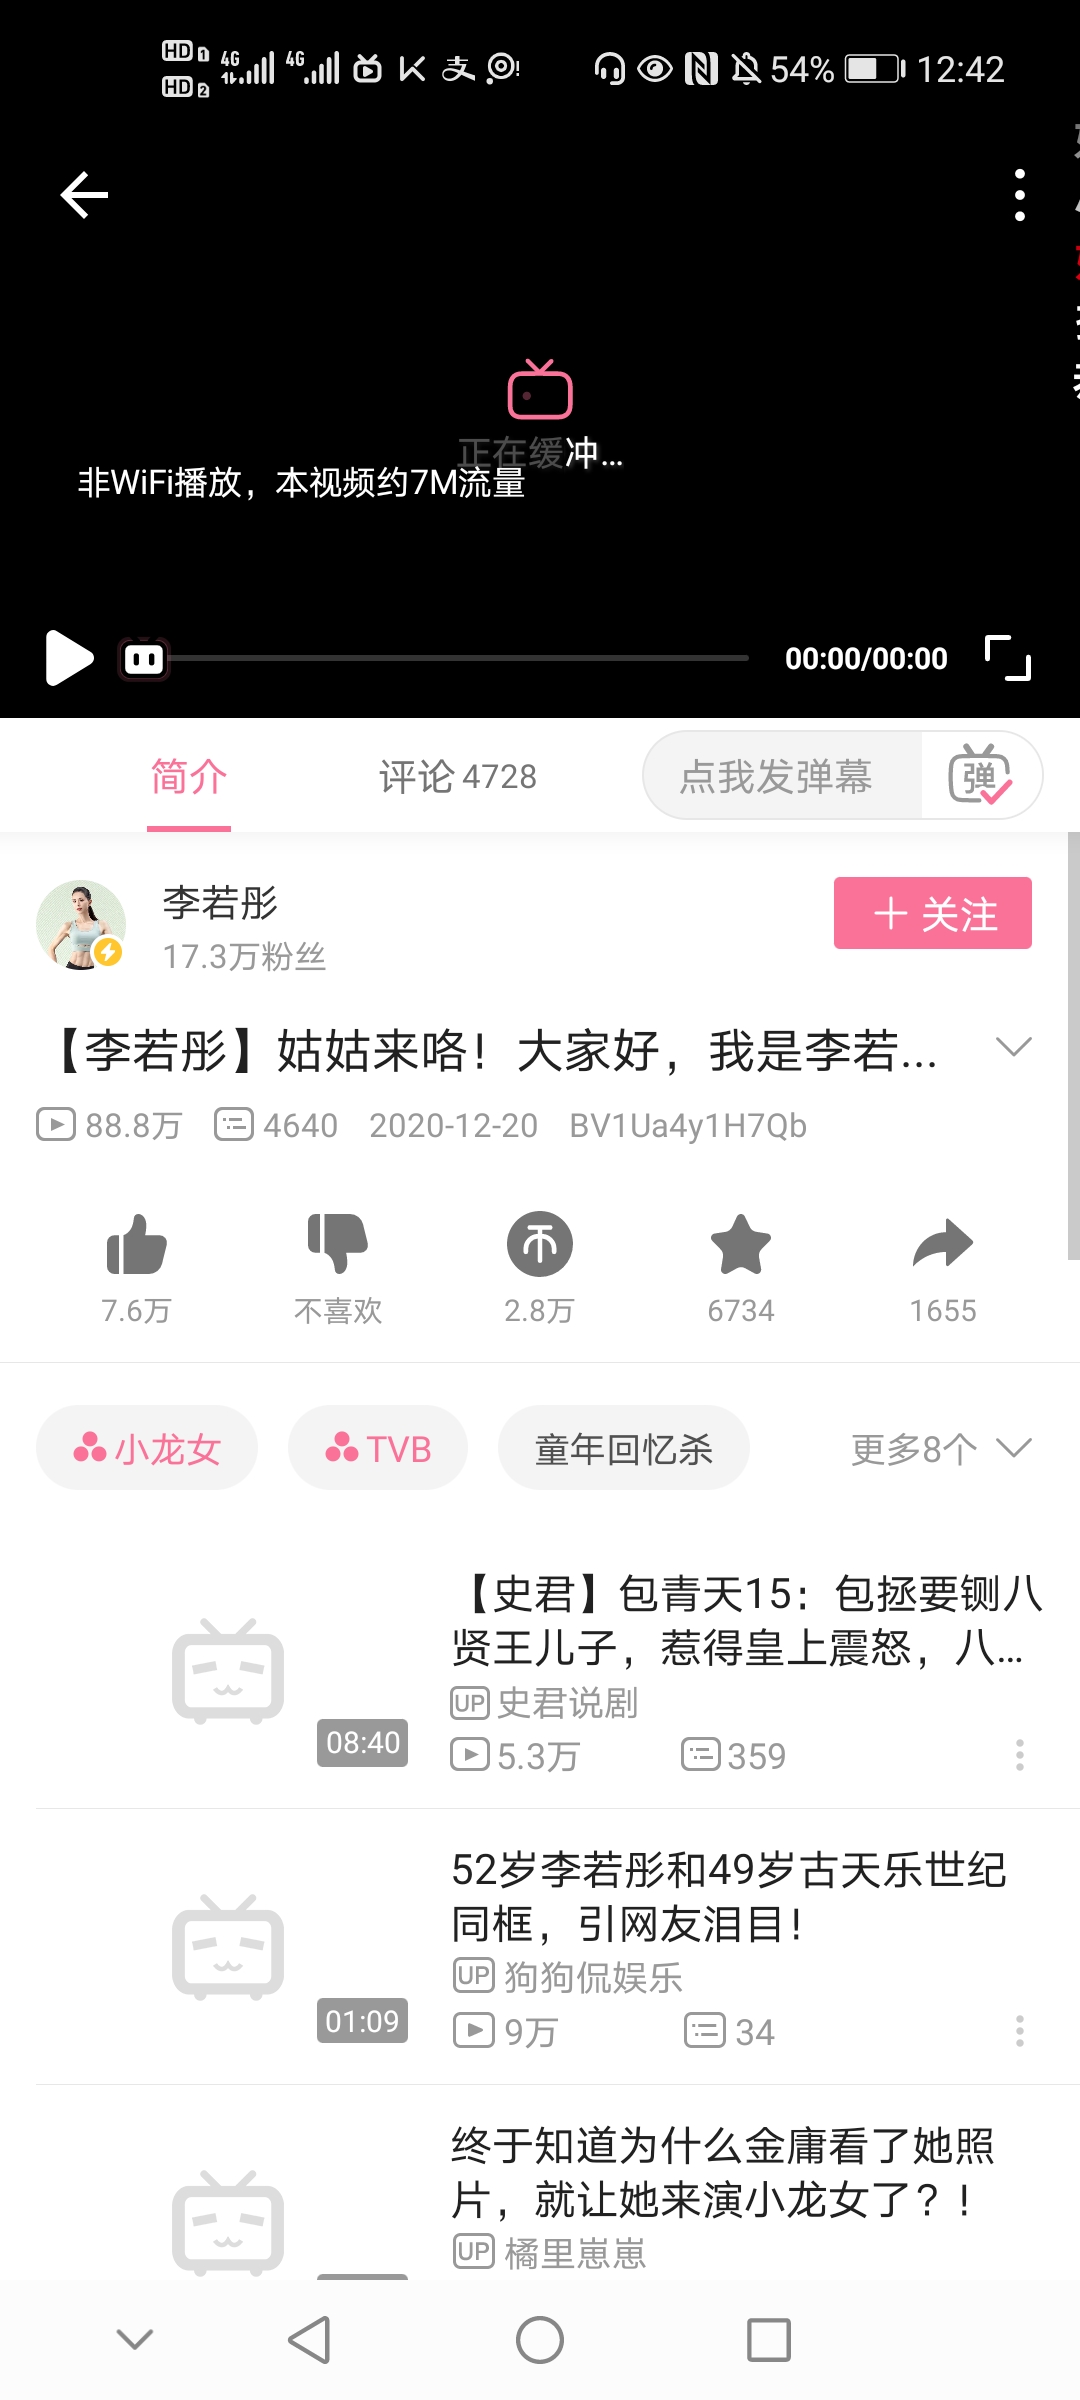 HD 1 4G 4G 54% 12:42
HD 2
正在缓冲...
非WiFi播放，本视频约7M流量
00:00/00:00
简介 评论 4728 点我发弹幕 弹
李若彤
17.3万粉丝
＋ 关注
【李若彤】姑姑来咯！大家好，我是李若...
88.8万 4640 2020-12-20 BV1Ua4y1H7Qb
7.6万 不喜欢 2.8万 6734 1655
小龙女 TVB 童年回忆杀 更多8个
【史君】包青天15：包拯要铡八
贤王儿子，惹得皇上震怒，八...
UP 史君说剧
08:40
5.3万 359
52岁李若彤和49岁古天乐世纪
同框，引网友泪目！
UP 狗狗侃娱乐
01:09
9万 34
终于知道为什么金庸看了她照
片，就让她来演小龙女了？！
UP 橘里崽崽